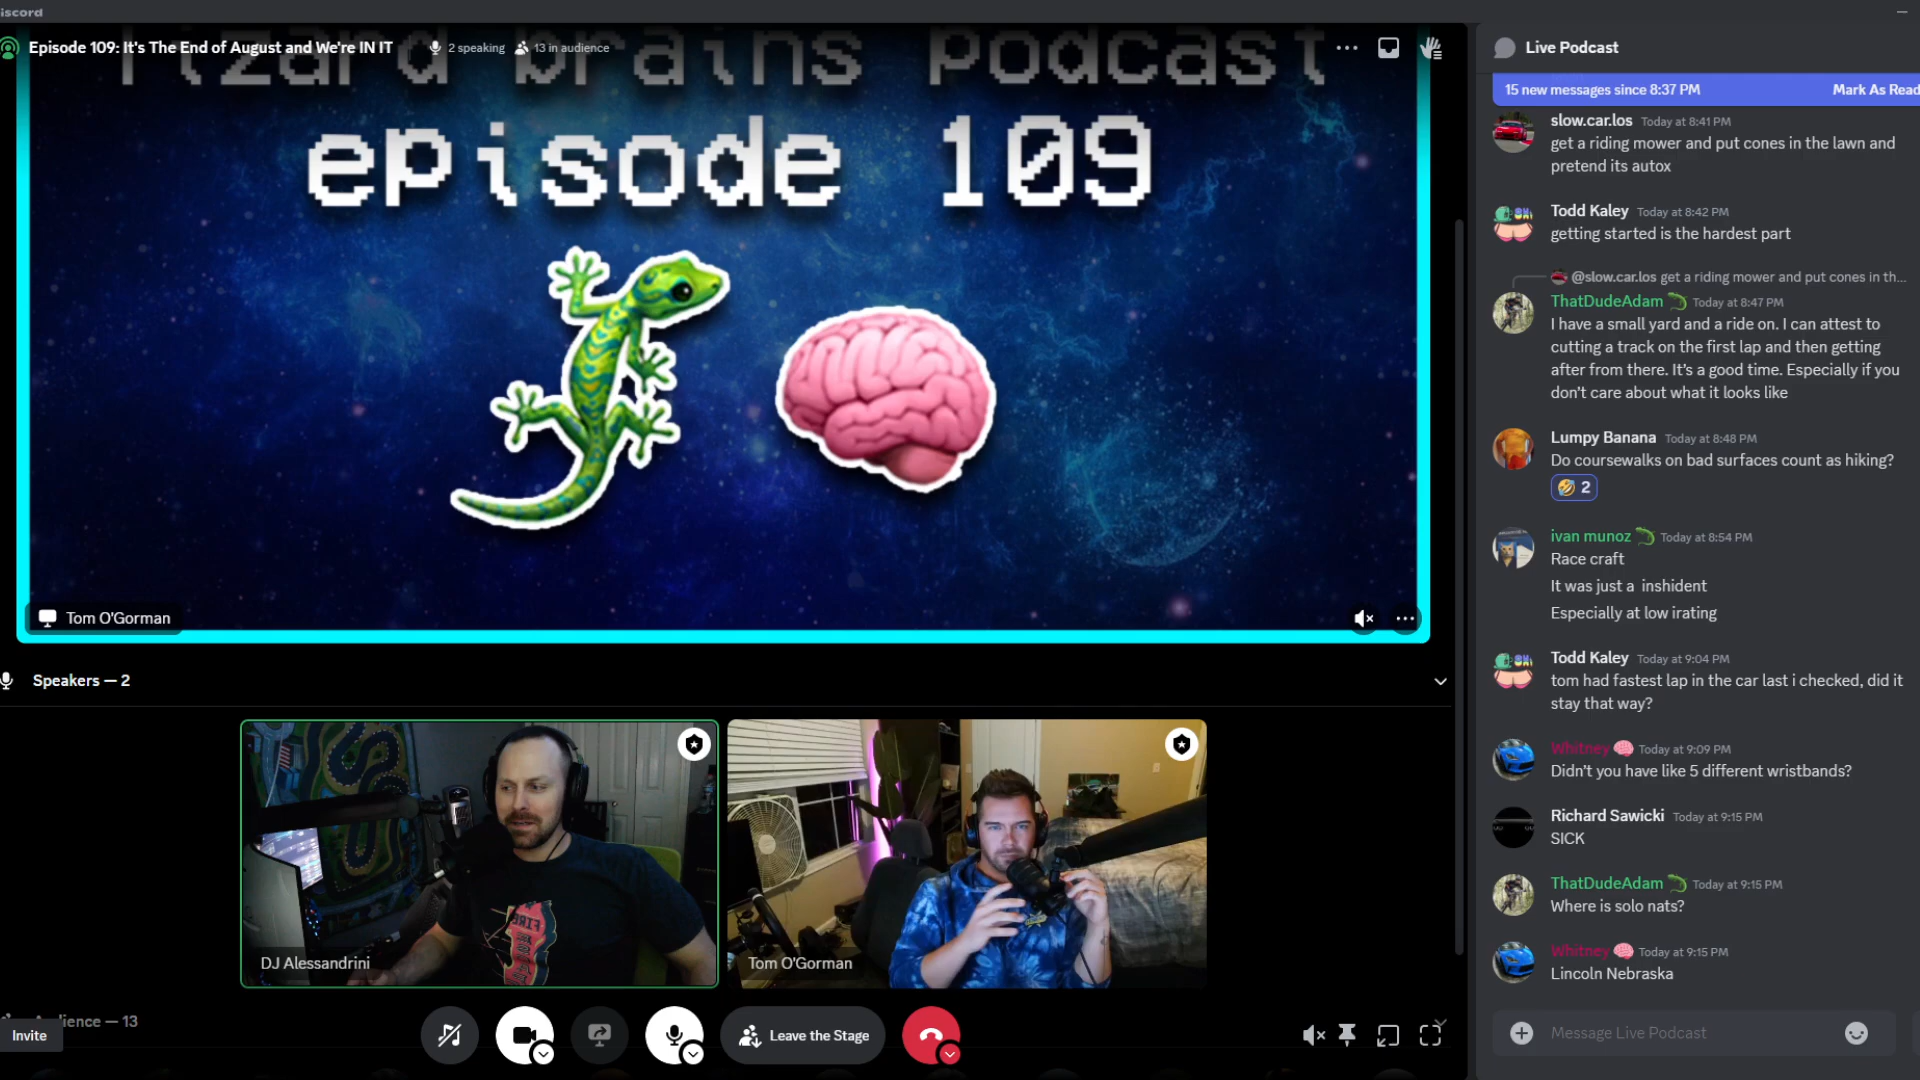 iscord
Episode 109: It's The End of August and We're IN IT
2 speaking
13 in audience
lizard brains podcast
episode 109
Tom O'Gorman
Speakers — 2
DJ Alessandrini
Tom O'Gorman
FIRE
dience — 13
Invite
Leave the Stage
Live Podcast
15 new messages since 8:37 PM
Mark As Read
slow.car.los Today at 8:41 PM
get a riding mower and put cones in the lawn and
pretend its autox
Todd Kaley Today at 8:42 PM
getting started is the hardest part
@slow.car.los get a riding mower and put cones in th...
ThatDudeAdam Today at 8:47 PM
I have a small yard and a ride on. I can attest to
cutting a track on the first lap and then getting
after from there. It's a good time. Especially if you
don't care about what it looks like
Lumpy Banana Today at 8:48 PM
Do coursewalks on bad surfaces count as hiking?
2
ivan munoz Today at 8:54 PM
Race craft
It was just a inshident
Especially at low irating
Todd Kaley Today at 9:04 PM
tom had fastest lap in the car last i checked, did it
stay that way?
Whitney Today at 9:09 PM
Didn't you have like 5 different wristbands?
Richard Sawicki Today at 9:15 PM
SICK
ThatDudeAdam Today at 9:15 PM
Where is solo nats?
Whitney Today at 9:15 PM
Lincoln Nebraska
Message Live Podcast